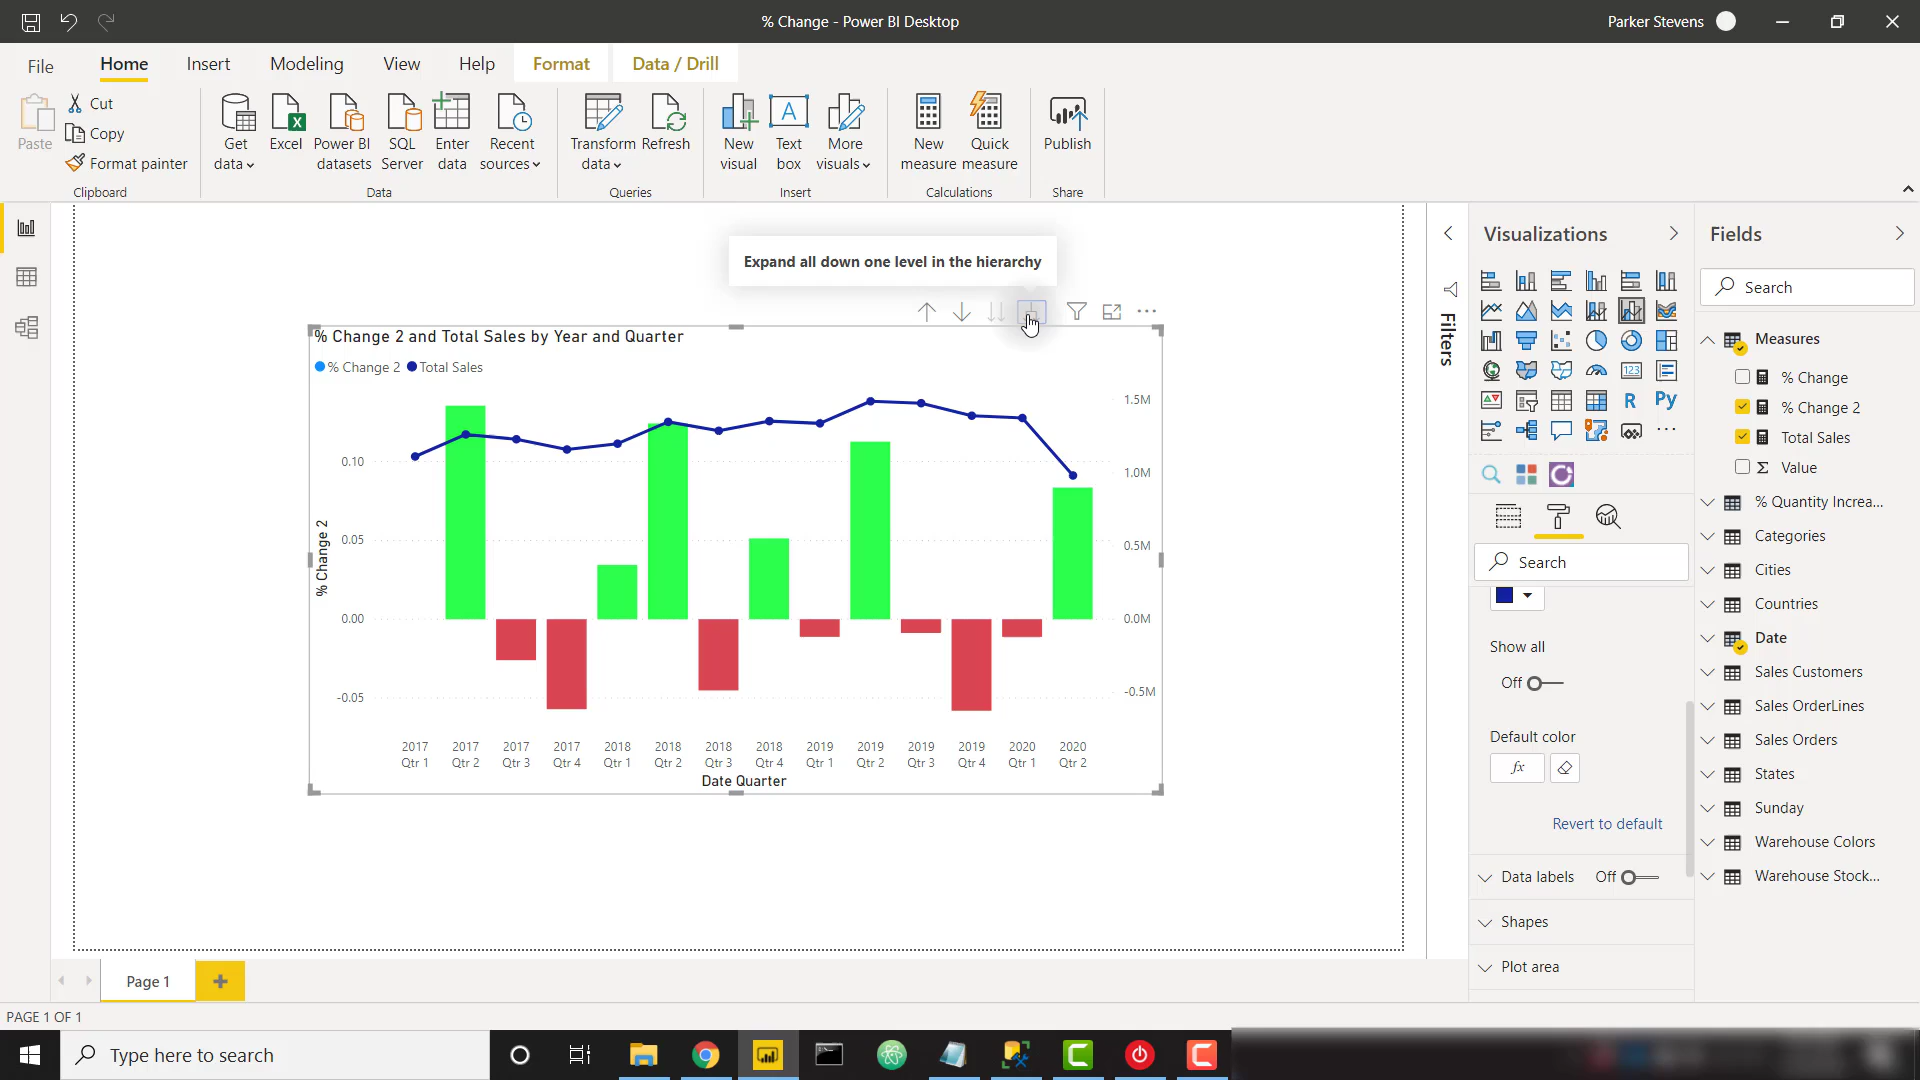 % Change - Power BI Desktop
Parker Stevens
File
Home
Insert
Modeling
View
Help
Format
Data / Drill
Paste
Cut
Copy
Format painter
Clipboard
Get
data
Excel
Power BI
datasets
SQL
Server
Enter
data
Recent
sources
Data
Transform
data
Refresh
Queries
New
visual
Text
box
More
visuals
Insert
New
measure
Quick
measure
Calculations
Publish
Share
Expand all down one level in the hierarchy
% Change 2 and Total Sales by Year and Quarter
% Change 2
Total Sales
% Change 2
0.10
0.05
0.00
-0.05
1.5M
1.0M
0.5M
0.0M
-0.5M
2017
Qtr 1
2017
Qtr 2
2017
Qtr 3
2017
Qtr 4
2018
Qtr 1
2018
Qtr 2
2018
Qtr 3
2018
Qtr 4
2019
Qtr 1
2019
Qtr 2
2019
Qtr 3
2019
Qtr 4
2020
Qtr 1
2020
Qtr 2
Date Quarter
Filters
Visualizations
123
R
Py
Search
Show all
Off
Default color
fx
Revert to default
Data labels
Off
Shapes
Plot area
Fields
Search
Measures
% Change
% Change 2
Total Sales
Σ Value
% Quantity Increa...
Categories
Cities
Countries
Date
Sales Customers
Sales OrderLines
Sales Orders
States
Sunday
Warehouse Colors
Warehouse Stock...
Page 1
PAGE 1 OF 1
Type here to search